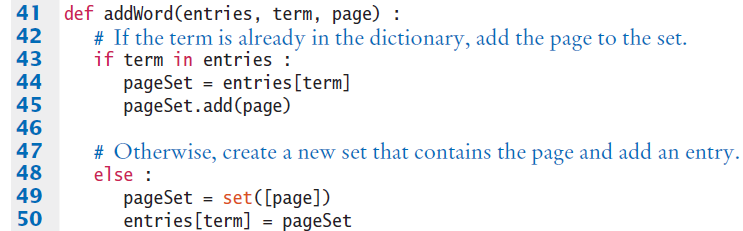 41 def addWord(entries, term, page) :
42 # If the term is already in the dictionary, add the page to the set.
43 if term in entries :
44 pageSet = entries[term]
45 pageSet.add(page)
46
47 # Otherwise, create a new set that contains the page and add an entry.
48 else :
49 pageSet = set([page])
50 entries[term] = pageSet